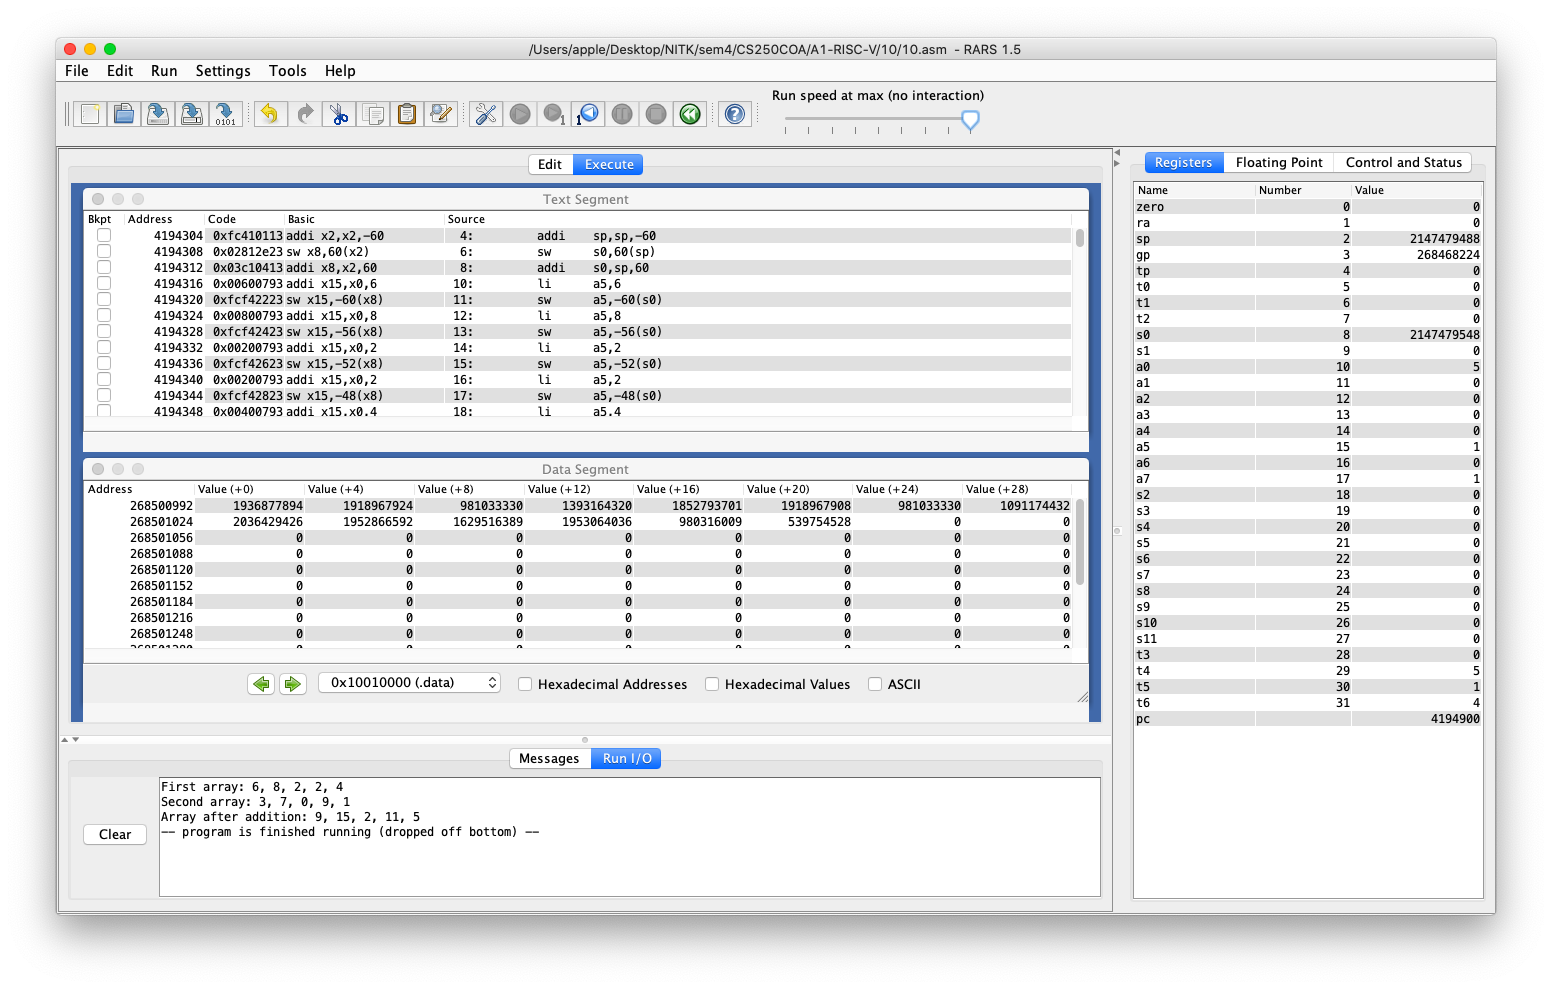 /Users/apple/Desktop/NITK/sem4/CS250COA/A1-RISC-V/10/10.asm - RARS 1.5
File Edit Run Settings Tools Help
Run speed at max (no interaction)
0101
1
1
Edit Execute
Text Segment
Bkpt Address Code Basic Source
4194304 0xfc410113 addi x2,x2,-60 4: addi sp,sp,-60
4194308 0x02812e23 sw x8,60(x2) 6: sw s0,60(sp)
4194312 0x03c10413 addi x8,x2,60 8: addi s0,sp,60
4194316 0x00600793 addi x15,x0,6 10: li a5,6
4194320 0xfcf42223 sw x15,-60(x8) 11: sw a5,-60(s0)
4194324 0x00800793 addi x15,x0,8 12: li a5,8
4194328 0xfcf42423 sw x15,-56(x8) 13: sw a5,-56(s0)
4194332 0x00200793 addi x15,x0,2 14: li a5,2
4194336 0xfcf42623 sw x15,-52(x8) 15: sw a5,-52(s0)
4194340 0x00200793 addi x15,x0,2 16: li a5,2
4194344 0xfcf42823 sw x15,-48(x8) 17: sw a5,-48(s0)
4194348 0x00400793 addi x15,x0,4 18: li a5,4
Data Segment
Address Value (+0) Value (+4) Value (+8) Value (+12) Value (+16) Value (+20) Value (+24) Value (+28)
268500992 1936877894 1918967924 981033330 1393164320 1852793701 1918967908 981033330 1091174432
268501024 2036429426 1952866592 1629516389 1953064036 980316009 539754528 0 0
268501056 0 0 0 0 0 0 0 0
268501088 0 0 0 0 0 0 0 0
268501120 0 0 0 0 0 0 0 0
268501152 0 0 0 0 0 0 0 0
268501184 0 0 0 0 0 0 0 0
268501216 0 0 0 0 0 0 0 0
268501248 0 0 0 0 0 0 0 0
0x10010000 (.data) Hexadecimal Addresses Hexadecimal Values ASCII
Messages Run I/O
Clear
First array: 6, 8, 2, 2, 4
Second array: 3, 7, 0, 9, 1
Array after addition: 9, 15, 2, 11, 5
-- program is finished running (dropped off bottom) --
Registers Floating Point Control and Status
Name Number Value
zero 0 0
ra 1 0
sp 2 2147479488
gp 3 268468224
tp 4 0
t0 5 0
t1 6 0
t2 7 0
s0 8 2147479548
s1 9 0
a0 10 5
a1 11 0
a2 12 0
a3 13 0
a4 14 0
a5 15 1
a6 16 0
a7 17 1
s2 18 0
s3 19 0
s4 20 0
s5 21 0
s6 22 0
s7 23 0
s8 24 0
s9 25 0
s10 26 0
s11 27 0
t3 28 0
t4 29 5
t5 30 1
t6 31 4
pc 4194900